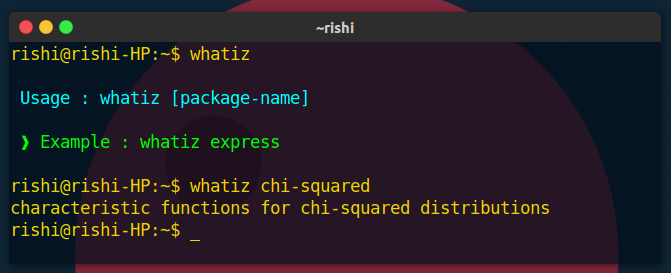 ~rishi
rishi@rishi-HP:~$ whatiz
Usage : whatiz [package-name]
❱ Example : whatiz express
rishi@rishi-HP:~$ whatiz chi-squared
characteristic functions for chi-squared distributions
rishi@rishi-HP:~$ _